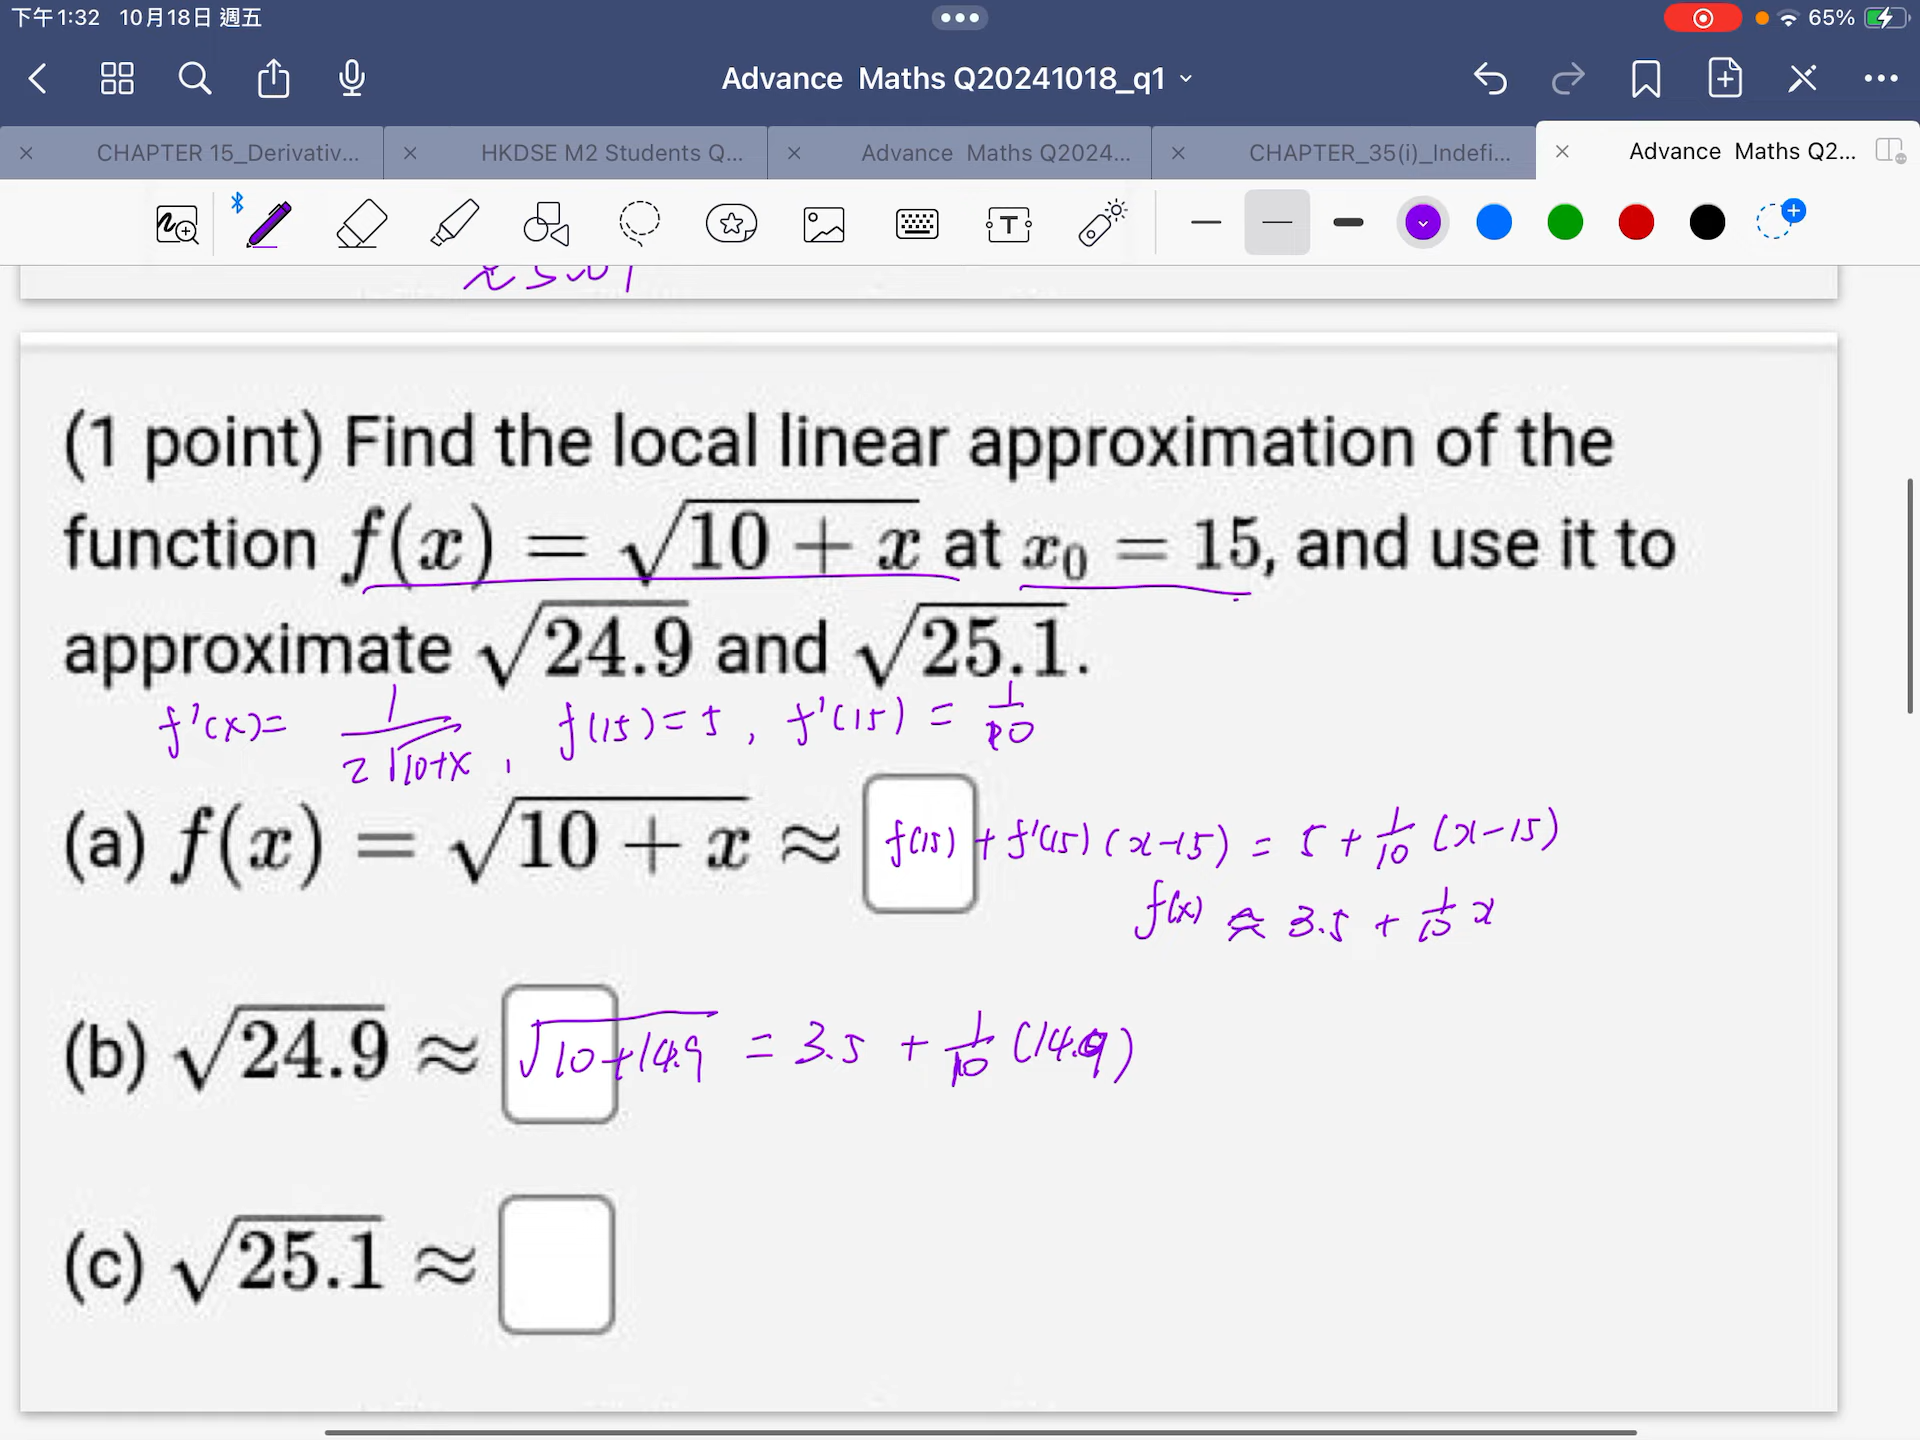 下午1:32 10月18日 週五
65%
Advance Maths Q20241018_q1
CHAPTER 15_Derivativ...
HKDSE M2 Students Q...
Advance Maths Q2024...
CHAPTER_35(i)_Indefi...
Advance Maths Q2...
T
(1 point) Find the local linear approximation of the
function f(x) = √(10 + x) at x₀ = 15, and use it to
approximate √24.9 and √25.1.
f'(x)= 1/(2√(10+x)), f(15)=5, f'(15) = 1/10
(a) f(x) = √(10 + x) ≈ f(15) + f'(15)(x-15) = 5 + 1/10 (x-15)
f(x) ≈ 3.5 + 1/10 x
(b) √24.9 ≈ √(10+14.9) = 3.5 + 1/10 (14.9)
(c) √25.1 ≈